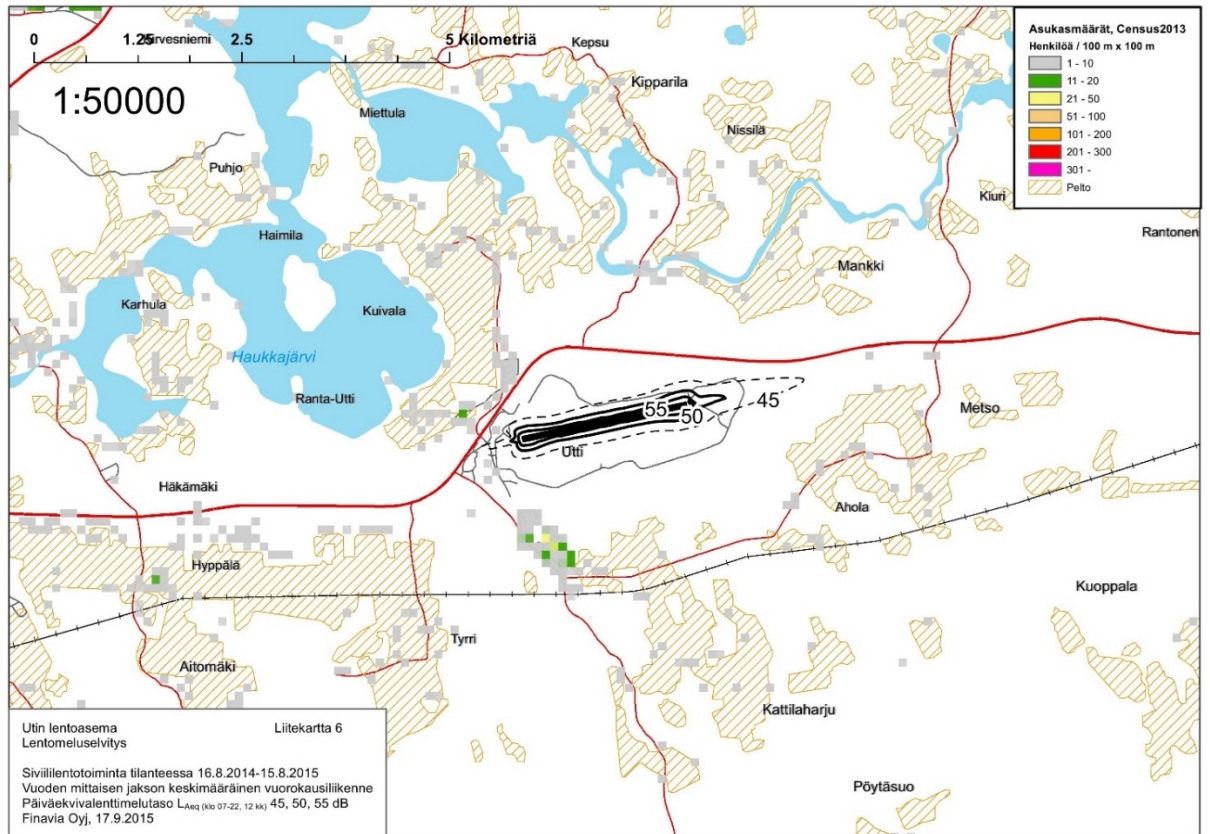 0 1.25 2.5 5 Kilometriä
1:50000
Kepsu
Kipparila
Miettula
Nissilä
Puhjo
Kiuri
Rantonen
Haimila
Mankki
Karhula
Kuivala
Haukkajärvi
Ranta-Utti
55
50
45
Metso
Utti
Häkämäki
Ahola
Hyppälä
Kuoppala
Tyrri
Aitomäki
Kattilaharju
Pöytäsuo
Asukasmäärät, Census2013
Henkilöä / 100 m x 100 m
1 - 10
11 - 20
21 - 50
51 - 100
101 - 200
201 - 300
301 -
Pelto
Utin lentoasema Liitekartta 6
Lentomeluselvitys
Siviililentotoiminta tilanteessa 16.8.2014-15.8.2015
Vuoden mittaisen jakson keskimääräinen vuorokausiliikenne
Päiväekvivalenttimelutaso LAeq (klo 07-22, 12 kk) 45, 50, 55 dB
Finavia Oyj, 17.9.2015